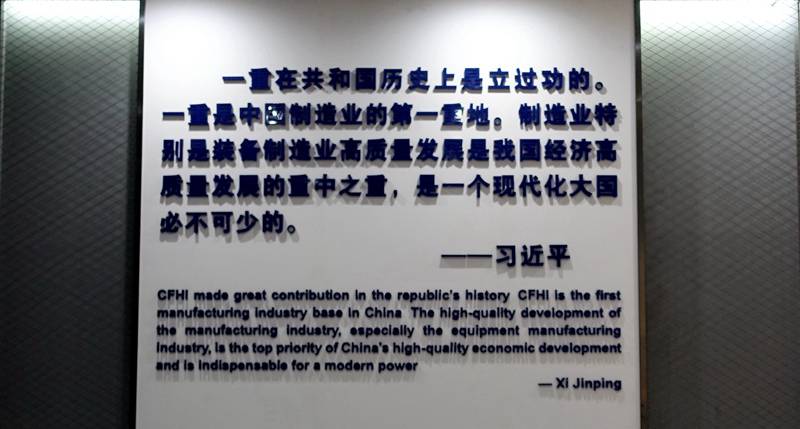 一重在共和国历史上是立过功的。
一重是中国制造业的第一重地。制造业特
别是装备制造业高质量发展是我国经济高
质量发展的重中之重，是一个现代化大国
必不可少的。
——习近平
CFHI made great contribution in the republic's history CFHI is the first
manufacturing industry base in China The high-quality development of
the manufacturing industry, especially the equipment manufacturing
industry, is the top priority of China's high-quality economic development
and is indispensable for a modern power
— Xi Jinping